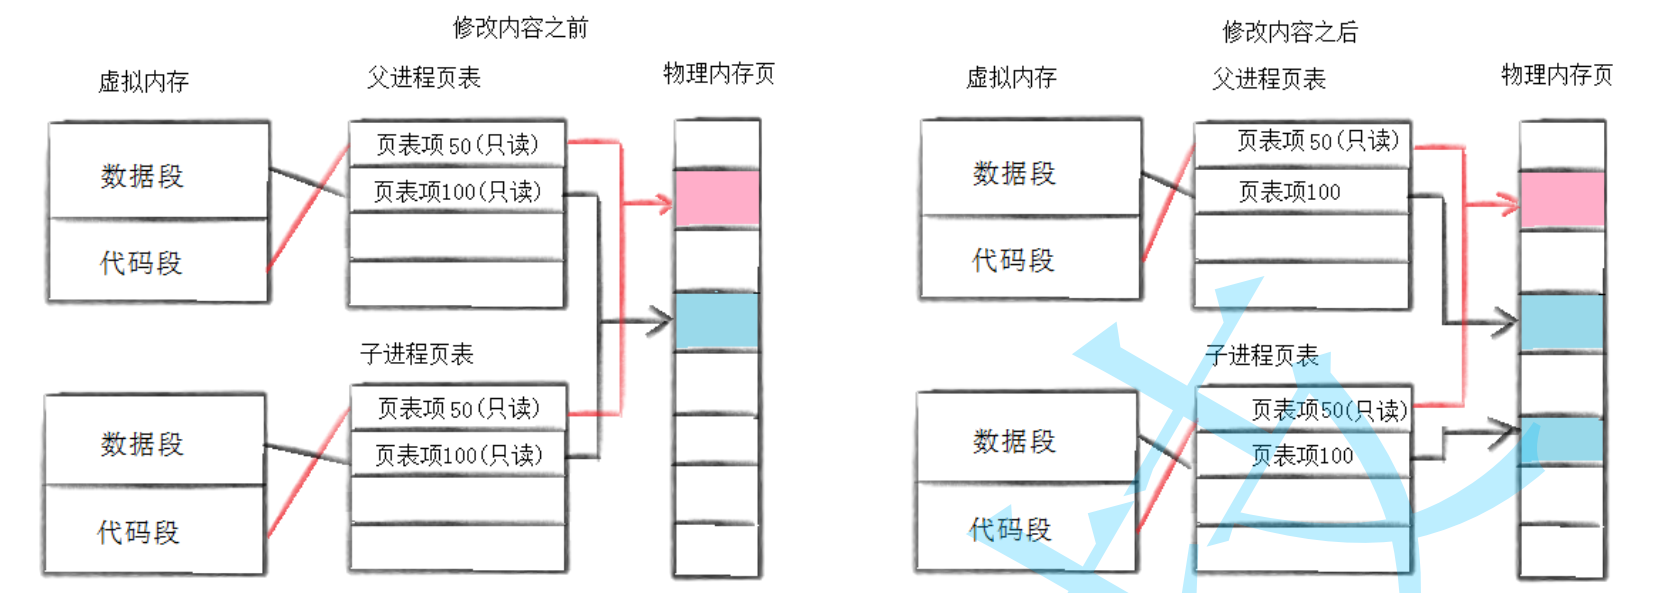 修改内容之前
虚拟内存
父进程页表
物理内存页
数据段
代码段
页表项 50(只读)
页表项100(只读)
子进程页表
数据段
代码段
页表项 50(只读)
页表项100(只读)
修改内容之后
虚拟内存
父进程页表
物理内存页
数据段
代码段
页表项 50(只读)
页表项100
子进程页表
数据段
代码段
页表项50(只读)
页表项100